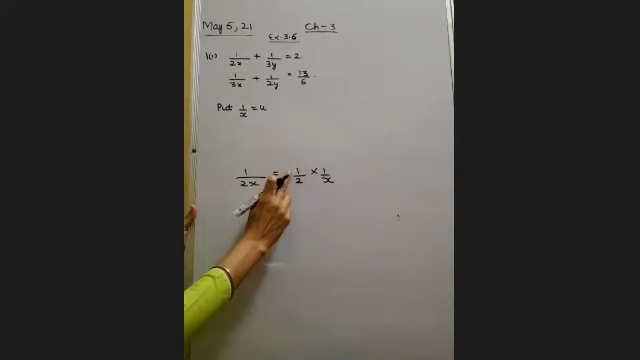 May 5, 21 Ch-3
Ex.3.6
1(i) 1/2x + 1/3y = 2
1/3x + 1/2y = 13/6
Put 1/x = u
1/2x = 1/2 × 1/x